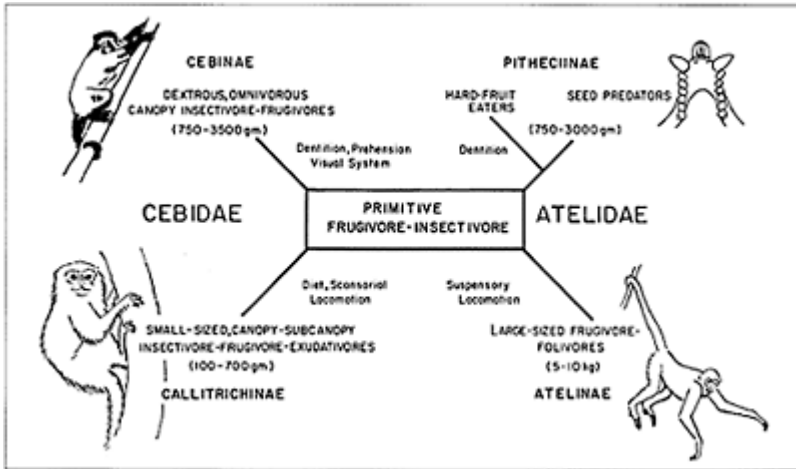 CEBINAE
DEXTROUS, OMNIVOROUS
CANOPY INSECTIVORE-FRUGIVORES
(750-3500gm)
Dentition, Prehension
Visual System
PITHECIINAE
HARD-FRUIT
EATERS
SEED PREDATORS
(750-3000gm)
Dentition
CEBIDAE
PRIMITIVE
FRUGIVORE-INSECTIVORE
ATELIDAE
Diet, Scansorial
Locomotion
SMALL-SIZED, CANOPY-SUBCANOPY
INSECTIVORE-FRUGIVORE-EXUDATIVORES
(100-700gm)
CALLITRICHINAE
Suspensory
Locomotion
LARGE-SIZED FRUGIVORE-
FOLIVORES
(5-10kg)
ATELINAE